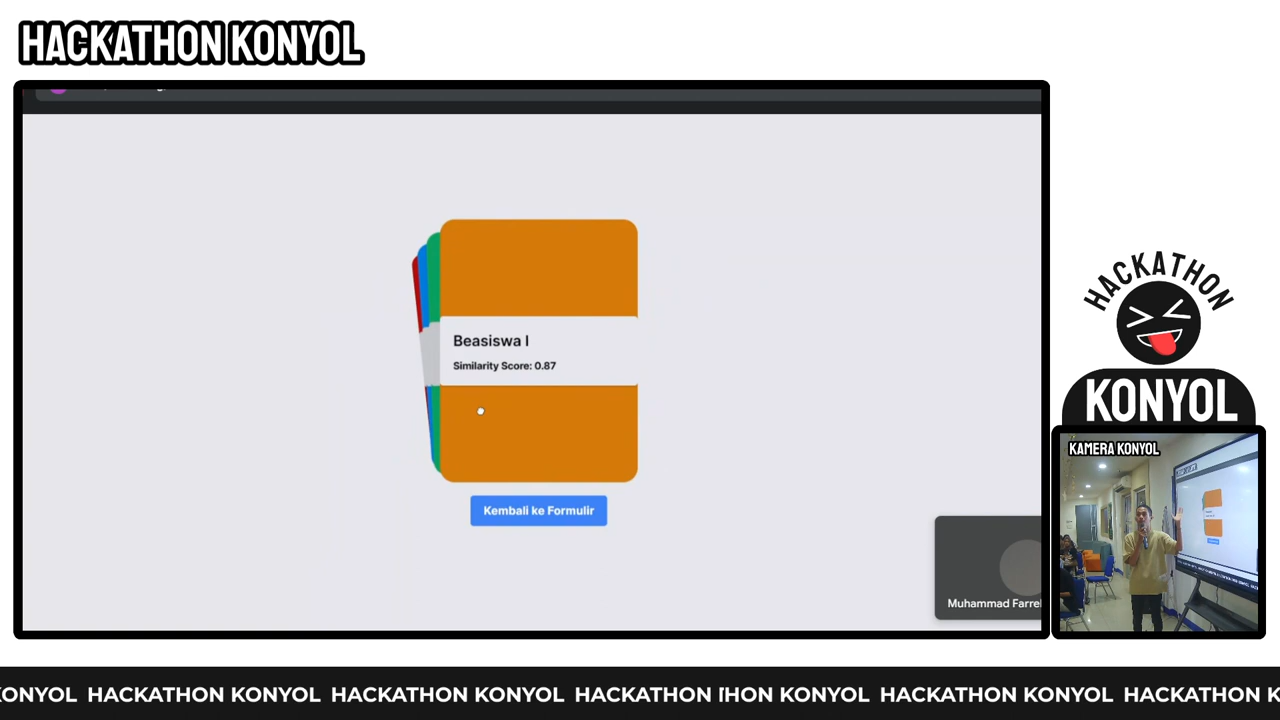 HACKATHON KONYOL
Beasiswa I
Similarity Score: 0.87
Kembali ke Formulir
Muhammad Farrel
HACKATHON
KONYOL
KAMERA KONYOL
KONYOL HACKATHON KONYOL HACKATHON KONYOL HACKATHON HON KONYOL HACKATHON KONYOL HACKATHON K